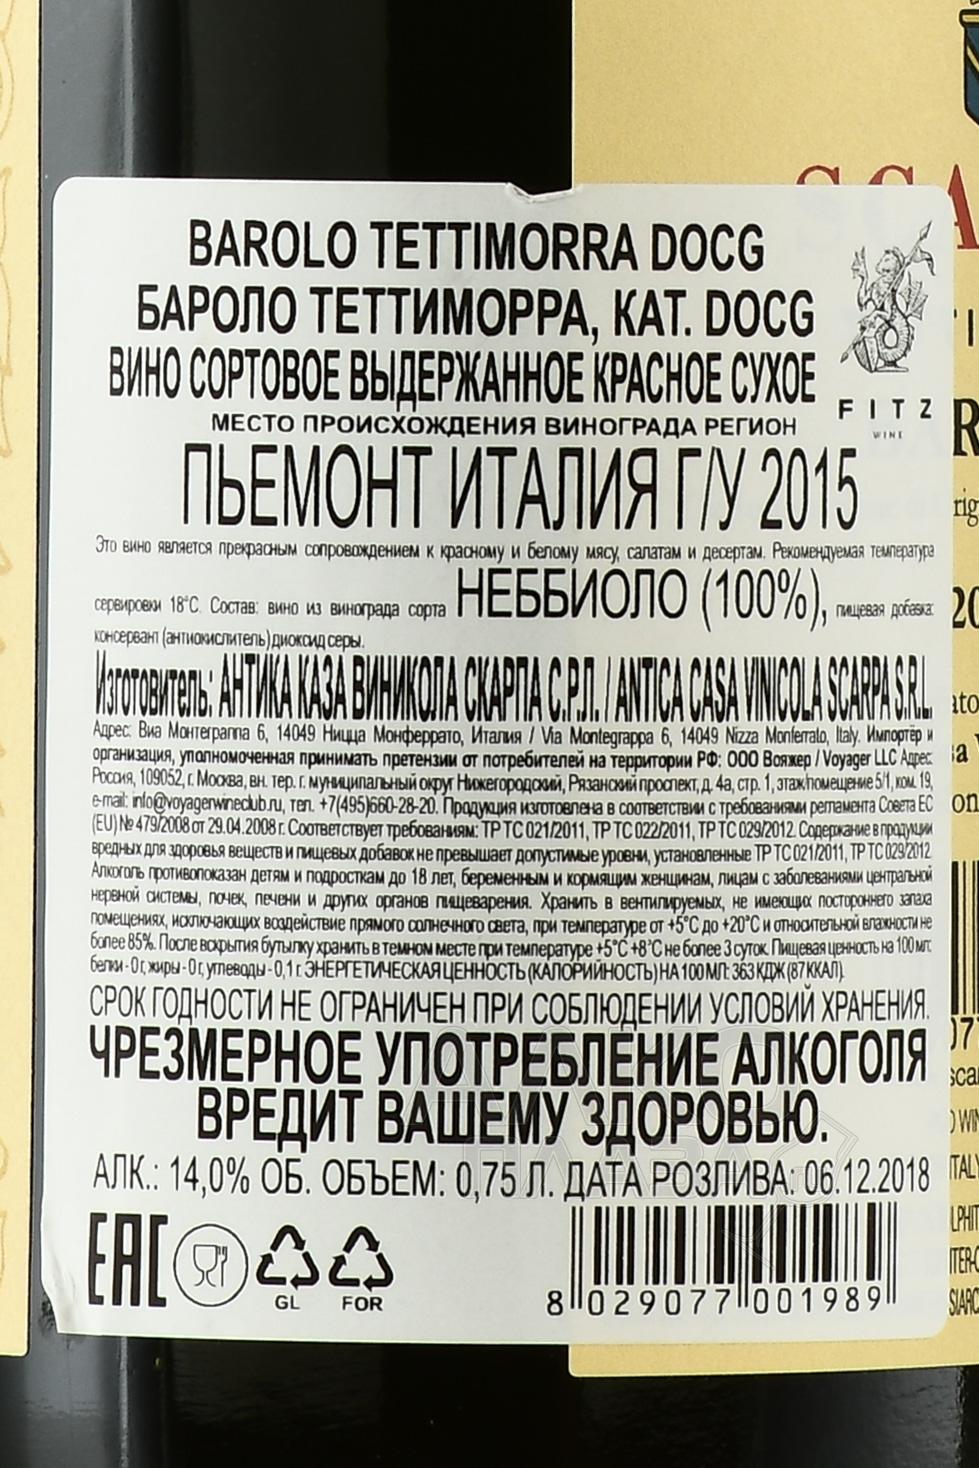 BAROLO TETTIMORRA DOCG
БАРОЛО ТЕТТИМОРРА, КАТ. DOCG
ВИНО СОРТОВОЕ ВЫДЕРЖАННОЕ КРАСНОЕ СУХОЕ
FITZ
WINE
МЕСТО ПРОИСХОЖДЕНИЯ ВИНОГРАДА РЕГИОН
ПЬЕМОНТ ИТАЛИЯ Г/У 2015
Это вино является прекрасным сопровождением к красному и белому мясу, салатам и десертам. Рекомендуемая температура
сервировки 18°С. Состав: вино из винограда сорта НЕББИОЛО (100%), пищевая добавка:
консервант (антиокислитель) диоксид серы.
Изготовитель: АНТИКА КАЗА ВИНИКОЛА СКАРПА С.Р.Л. / ANTICA CASA VINICOLA SCARPA S.R.L.
Адрес: Виа Монтеграппа 6, 14049 Ницца Монферрато, Италия / Via Montegrappa 6, 14049 Nizza Monferrato, Italy. Импортёр и
организация, уполномоченная принимать претензии от потребителей на территории РФ: ООО Вояжер / Voyager LLC Адрес:
Россия, 109052, г. Москва, вн. тер. г. муниципальный округ Нижегородский, Рязанский проспект, д. 4а, стр. 1, этаж/помещение 5/1, ком. 19,
e-mail: info@voyagerwineclub.ru, тел. +7(495)660-28-20. Продукция изготовлена в соответствии с требованиями регламента Совета ЕС
(EU) № 479/2008 от 29.04.2008 г. Соответствует требованиям: ТР ТС 021/2011, ТР ТС 022/2011, ТР ТС 029/2012. Содержание в продукции
вредных для здоровья веществ и пищевых добавок не превышает допустимые уровни, установленные ТР ТС 021/2011, ТР ТС 029/2012.
Алкоголь противопоказан детям и подросткам до 18 лет, беременным и кормящим женщинам, лицам с заболеваниями центральной
нервной системы, почек, печени и других органов пищеварения. Хранить в вентилируемых, не имеющих постороннего запаха
помещениях, исключающих воздействие прямого солнечного света, при температуре от +5°С до +20°С и относительной влажности не
более 85%. После вскрытия бутылку хранить в темном месте при температуре +5°С +8°С не более 3 суток. Пищевая ценность на 100 мл:
белки - 0 г, жиры - 0 г, углеводы - 0,1 г. ЭНЕРГЕТИЧЕСКАЯ ЦЕННОСТЬ (КАЛОРИЙНОСТЬ) НА 100 МЛ: 363 КДЖ (87 ККАЛ).
СРОК ГОДНОСТИ НЕ ОГРАНИЧЕН ПРИ СОБЛЮДЕНИИ УСЛОВИЙ ХРАНЕНИЯ.
ЧРЕЗМЕРНОЕ УПОТРЕБЛЕНИЕ АЛКОГОЛЯ
ВРЕДИТ ВАШЕМУ ЗДОРОВЬЮ.
АЛК.: 14,0% ОБ. ОБЪЕМ: 0,75 Л. ДАТА РОЗЛИВА: 06.12.2018
EAC
GL FOR
8 029077 001989